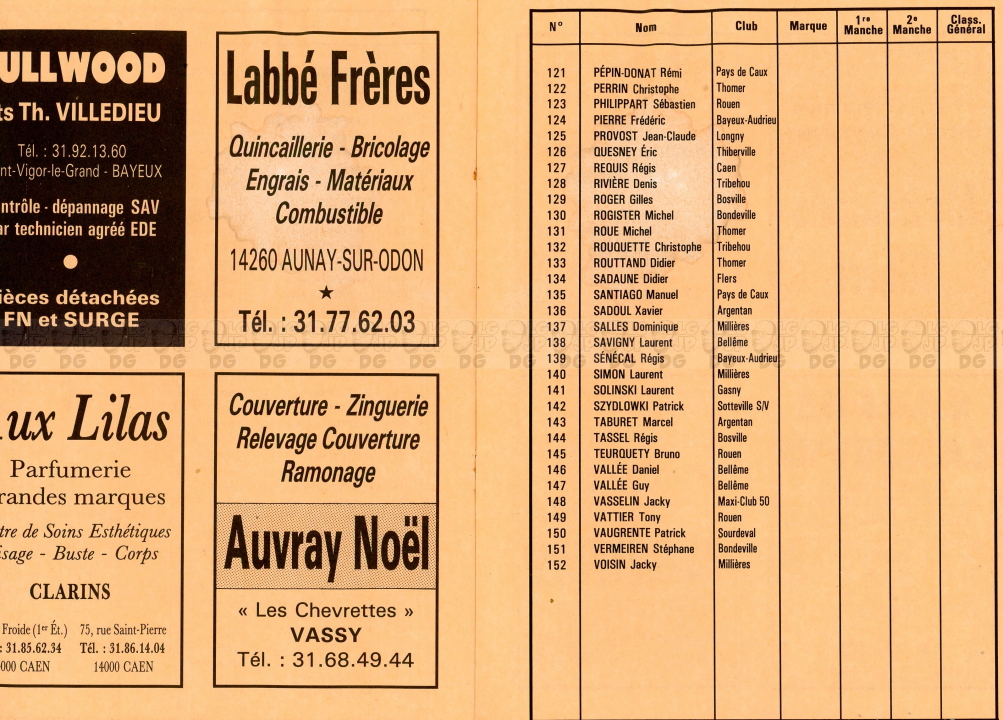 ULLWOOD
ts Th. VILLEDIEU
Tél. : 31.92.13.60
nt-Vigor-le-Grand - BAYEUX
ntrôle - dépannage SAV
ar technicien agréé EDE
ièces détachées
FN et SURGE
Labbé Frères
Quincaillerie - Bricolage
Engrais - Matériaux
Combustible
14260 AUNAY-SUR-ODON
★
Tél. : 31.77.62.03
ux Lilas
Parfumerie
randes marques
tre de Soins Esthétiques
isage - Buste - Corps
CLARINS
Froide (1er Ét.) 75, rue Saint-Pierre
: 31.85.62.34 Tél. : 31.86.14.04
000 CAEN 14000 CAEN
Couverture - Zinguerie
Relevage Couverture
Ramonage
Auvray Noël
« Les Chevrettes »
VASSY
Tél. : 31.68.49.44
N° Nom Club Marque 1re Manche 2e Manche Class. Général
121 PÉPIN-DONAT Rémi Pays de Caux
122 PERRIN Christophe Thomer
123 PHILIPPART Sébastien Rouen
124 PIERRE Frédéric Bayeux-Audrieu
125 PROVOST Jean-Claude Longny
126 QUESNEY Éric Thiberville
127 REQUIS Régis Caen
128 RIVIÈRE Denis Tribehou
129 ROGER Gilles Bosville
130 ROGISTER Michel Bondeville
131 ROUE Michel Thomer
132 ROUQUETTE Christophe Tribehou
133 ROUTTAND Didier Thomer
134 SADAUNE Didier Flers
135 SANTIAGO Manuel Pays de Caux
136 SADOUL Xavier Argentan
137 SALLES Dominique Millières
138 SAVIGNY Laurent Bellême
139 SÉNÉCAL Régis Bayeux-Audrieu
140 SIMON Laurent Millières
141 SOLINSKI Laurent Gasny
142 SZYDLOWKI Patrick Sotteville S/V
143 TABURET Marcel Argentan
144 TASSEL Régis Bosville
145 TEURQUETY Bruno Rouen
146 VALLÉE Daniel Bellême
147 VALLÉE Guy Bellême
148 VASSELIN Jacky Maxi-Club 50
149 VATTIER Tony Rouen
150 VAUGRENTE Patrick Sourdeval
151 VERMEIREN Stéphane Bondeville
152 VOISIN Jacky Millières